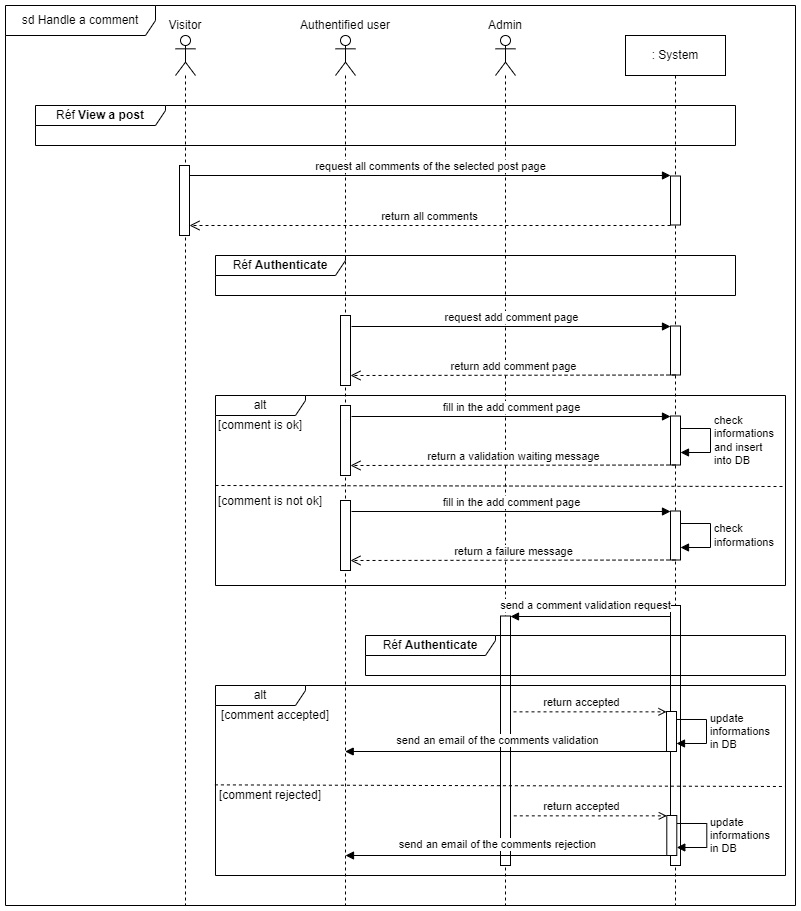 sd Handle a comment
Visitor
Authentified user
Admin
: System
Réf View a post
request all comments of the selected post page
return all comments
Réf Authenticate
request add comment page
return add comment page
alt
[comment is ok]
fill in the add comment page
check
informations
and insert
into DB
return a validation waiting message
[comment is not ok]
fill in the add comment page
check
informations
return a failure message
send a comment validation request
Réf Authenticate
alt
[comment accepted]
return accepted
update
informations
in DB
send an email of the comments validation
[comment rejected]
return accepted
update
informations
in DB
send an email of the comments rejection